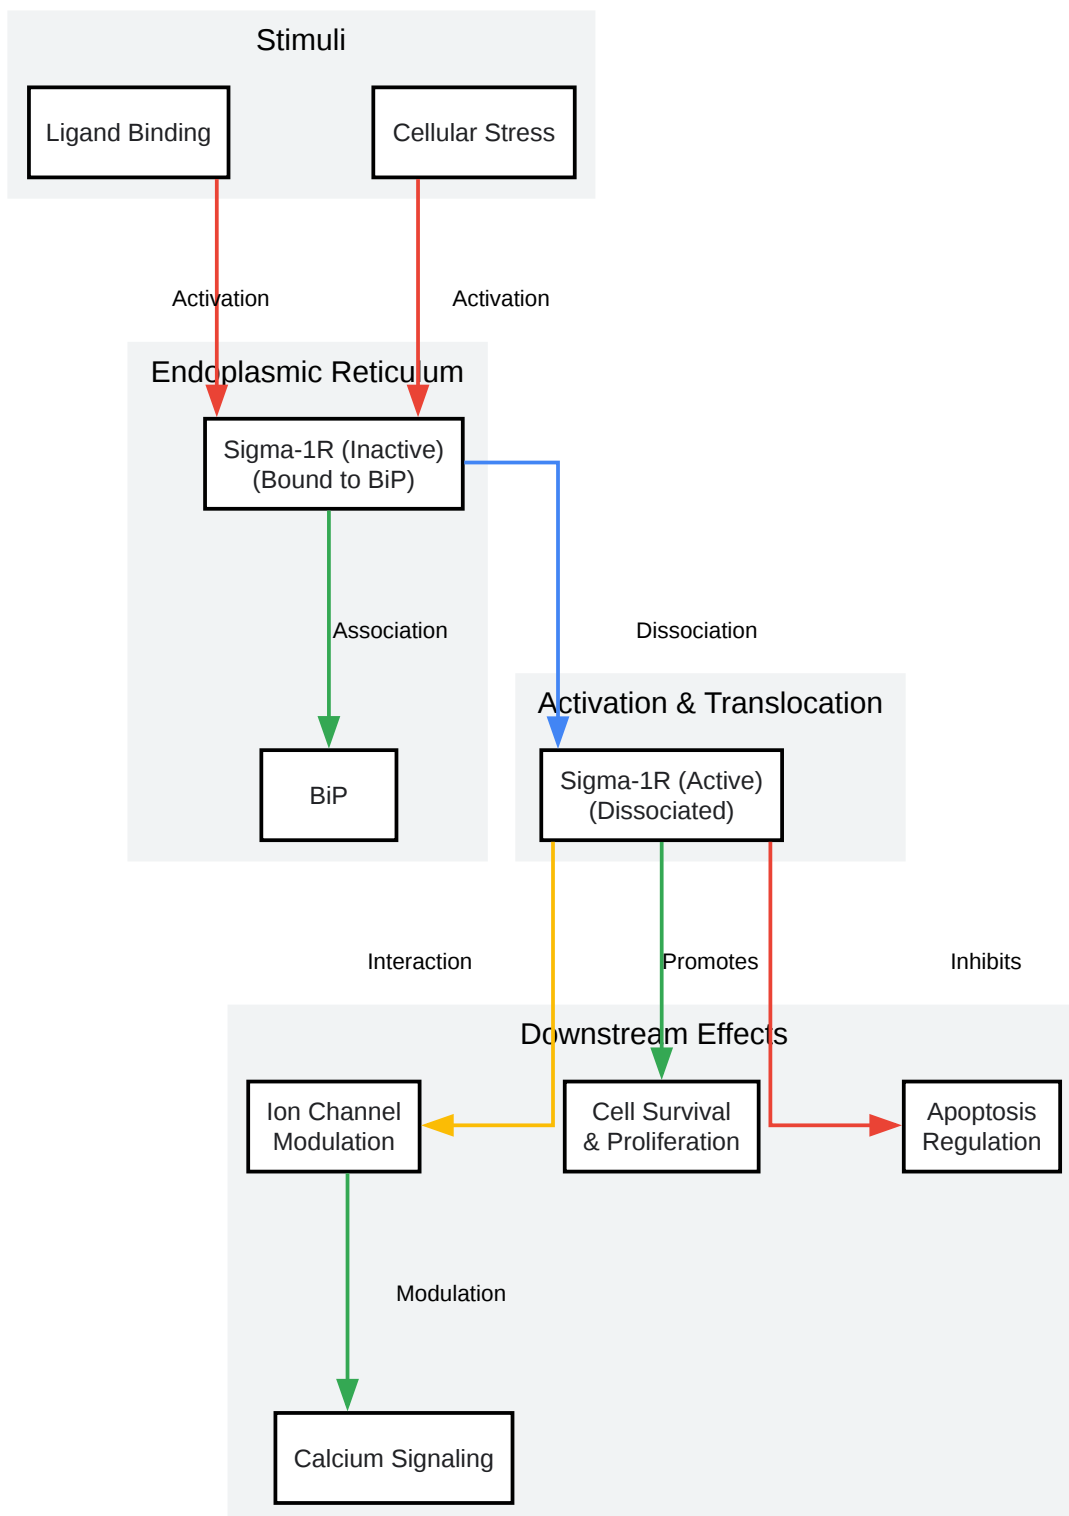 Stimuli
Ligand Binding
Cellular Stress
Activation
Activation
Endoplasmic Reticulum
Sigma-1R (Inactive)
(Bound to BiP)
Association
Dissociation
Activation & Translocation
BiP
Sigma-1R (Active)
(Dissociated)
Interaction
Promotes
Inhibits
Downstream Effects
Ion Channel
Modulation
Cell Survival
& Proliferation
Apoptosis
Regulation
Modulation
Calcium Signaling